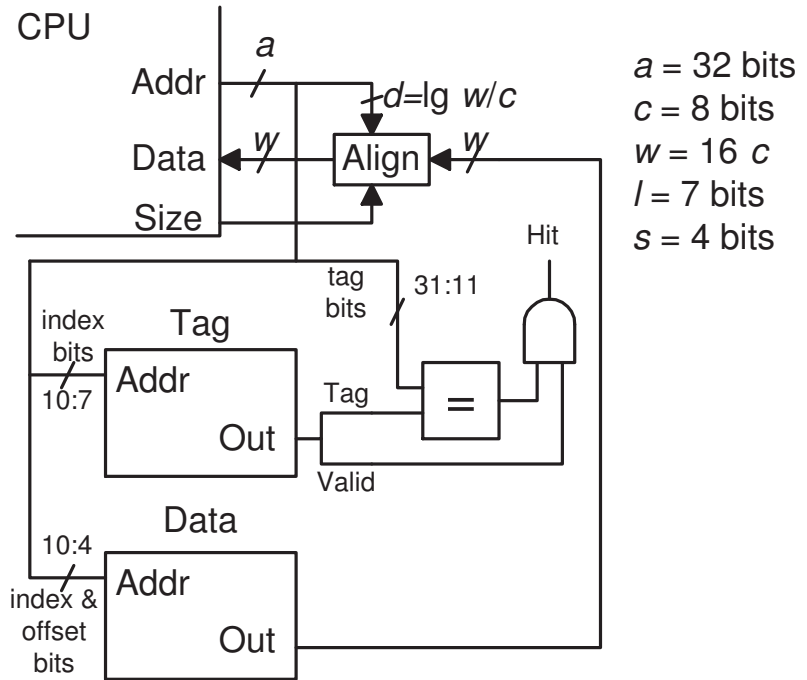 CPU
a
Addr
d=lg w/c
w
w
Data
Align
Size
a = 32 bits
c = 8 bits
w = 16 c
l = 7 bits
s = 4 bits
Hit
tag
bits
31:11
index
bits
10:7
Tag
Addr
Out
Tag
=
Valid
Data
10:4
index &
offset
bits
Addr
Out